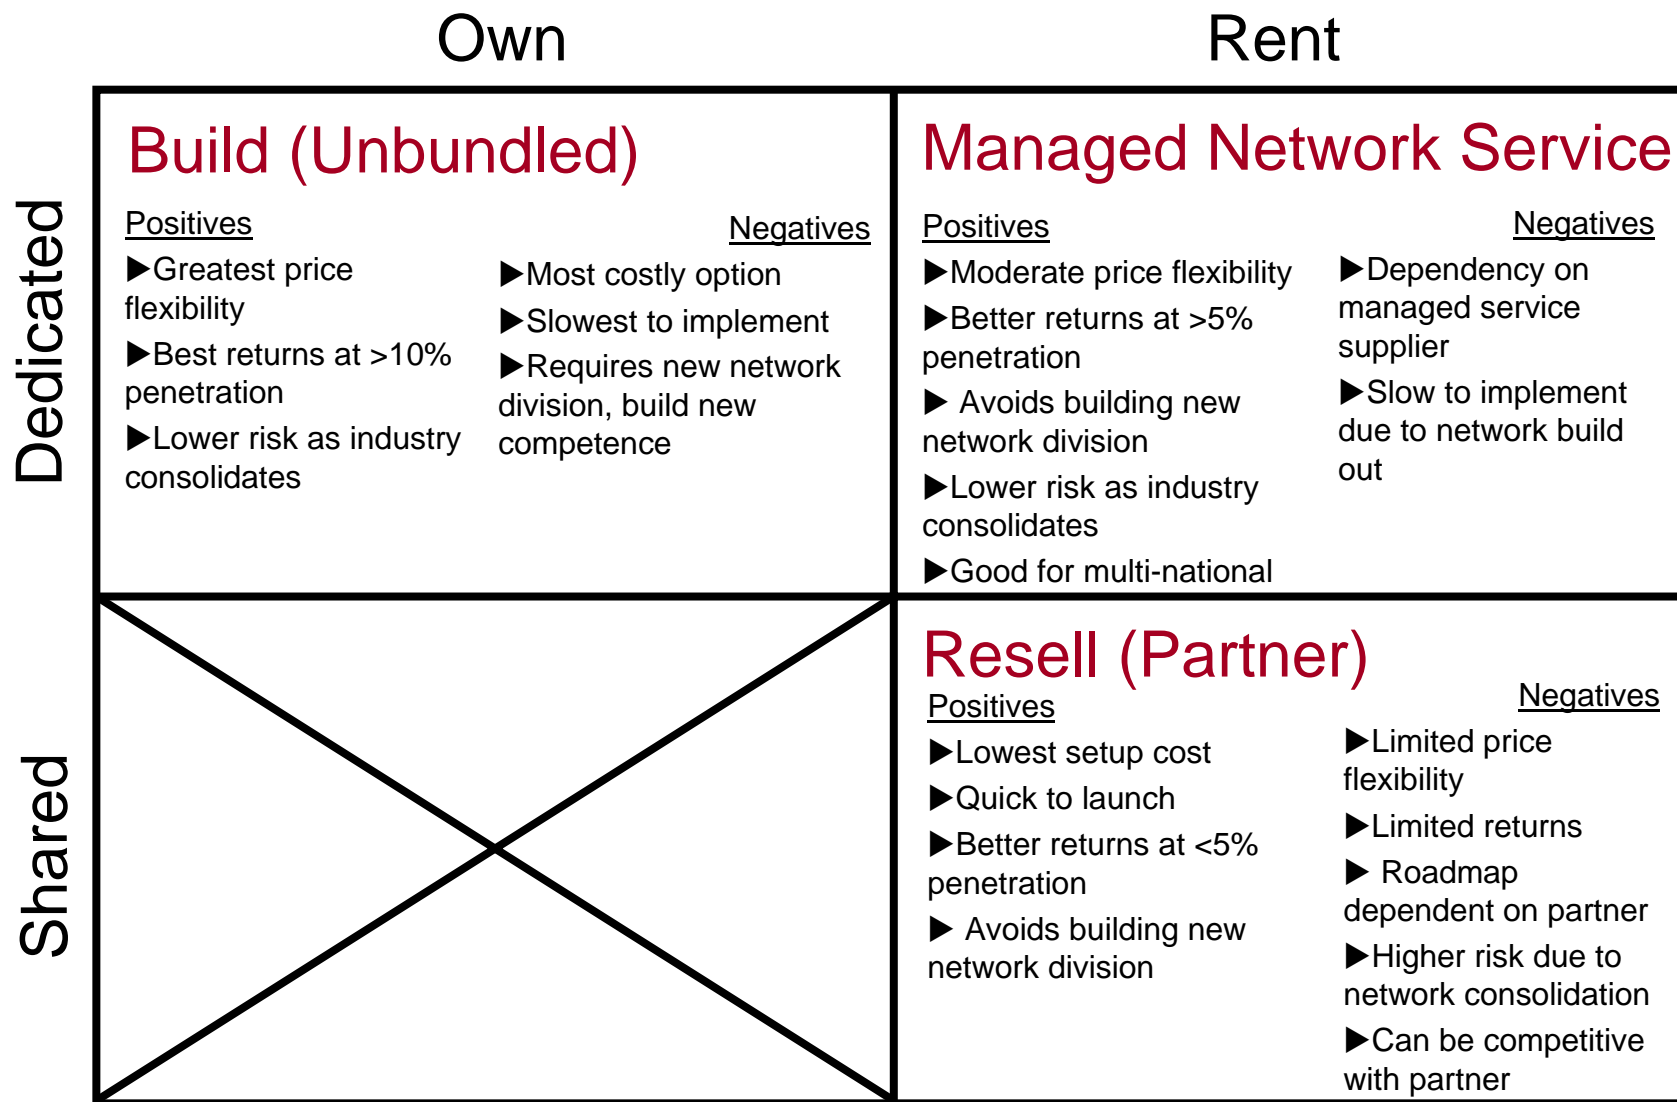 Own
Rent
Dedicated
Build (Unbundled)
Positives
▶Greatest price
flexibility
▶Best returns at >10%
penetration
▶Lower risk as industry
consolidates
Negatives
▶Most costly option
▶Slowest to implement
▶Requires new network
division, build new
competence
Managed Network Service
Positives
▶Moderate price flexibility
▶Better returns at >5%
penetration
▶ Avoids building new
network division
▶Lower risk as industry
consolidates
▶Good for multi-national
Negatives
▶Dependency on
managed service
supplier
▶Slow to implement
due to network build
out
Shared
Resell (Partner)
Positives
▶Lowest setup cost
▶Quick to launch
▶Better returns at <5%
penetration
▶ Avoids building new
network division
Negatives
▶Limited price
flexibility
▶Limited returns
▶ Roadmap
dependent on partner
▶Higher risk due to
network consolidation
▶Can be competitive
with partner